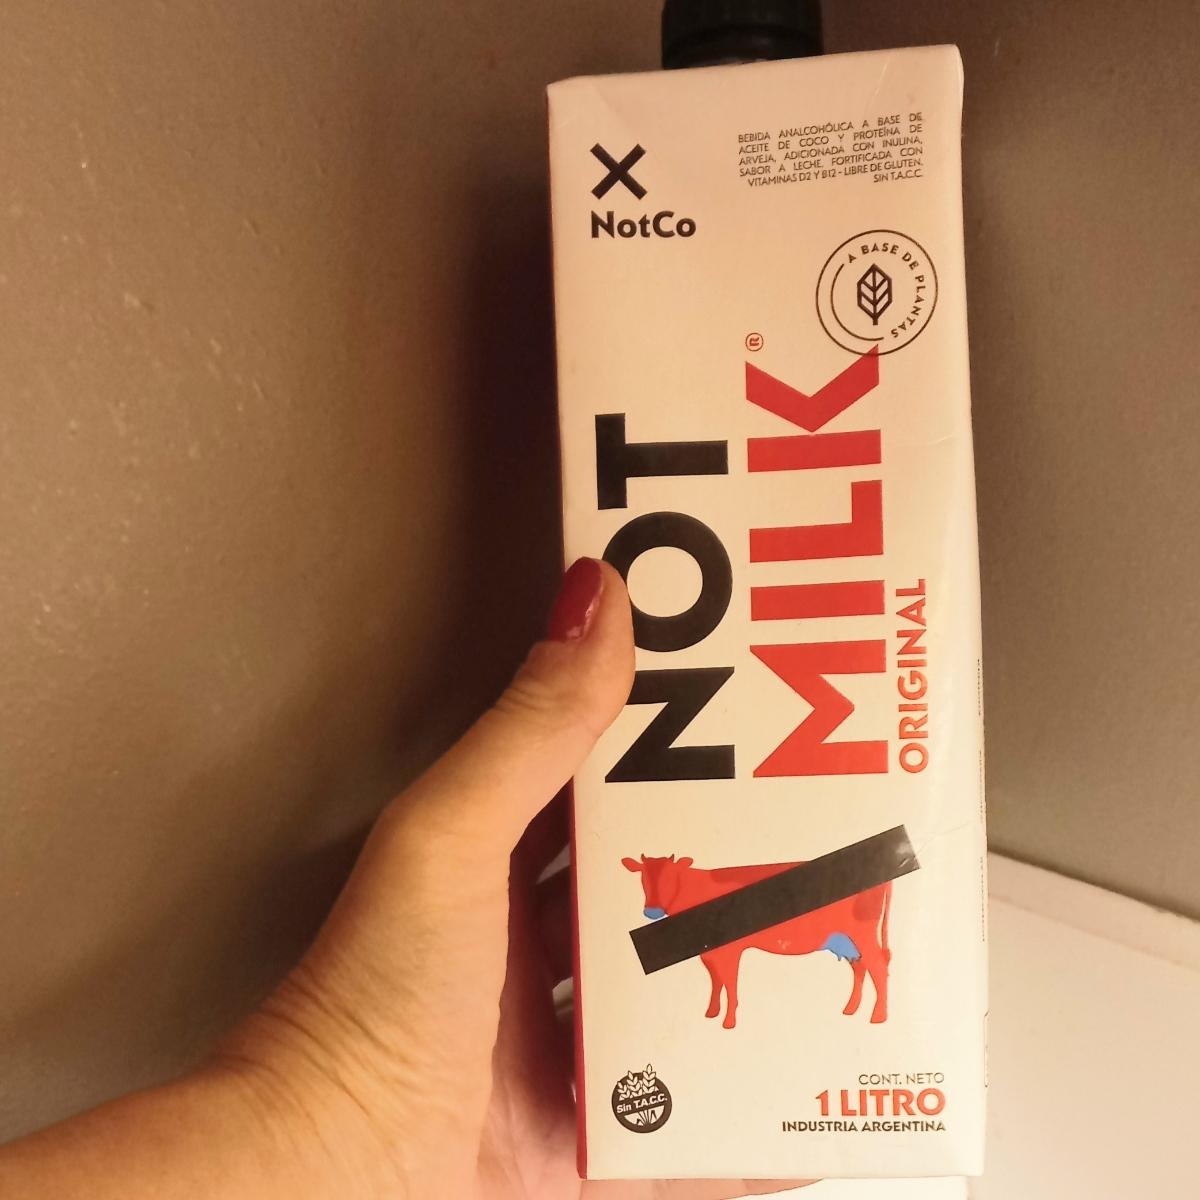 BEBIDA ANALCOHÓLICA A BASE DE
ACEITE DE COCO Y PROTEÍNA DE
ARVEJA, ADICIONADA CON INULINA,
SABOR A LECHE, FORTIFICADA CON
VITAMINAS D2 Y B12 - LIBRE DE GLUTEN.
SIN T.A.C.C.
NotCo
A BASE DE PLANTAS
NOT
MILK®
ORIGINAL
Sin T.A.C.C.
CONT. NETO
1 LITRO
INDUSTRIA ARGENTINA